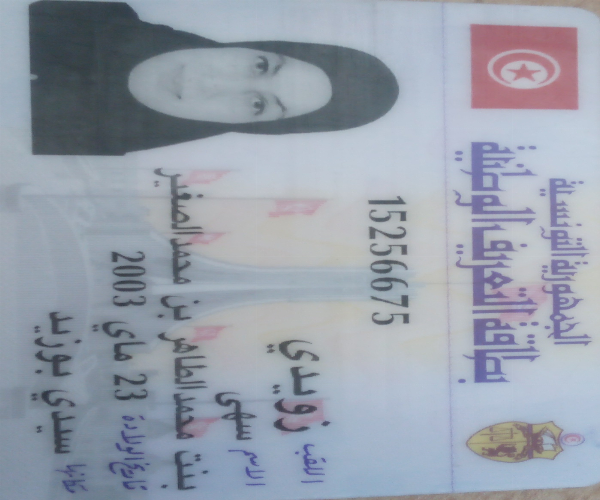 الجمهورية التونسية
بطاقة التعريف الوطنية
15256675
اللقب زويدي
الاسم سهى
بنت محمد الطاهر بن محمد الصغير
تاريخ الولادة 23 ماي 2003
مكانها سيدي بوزيد